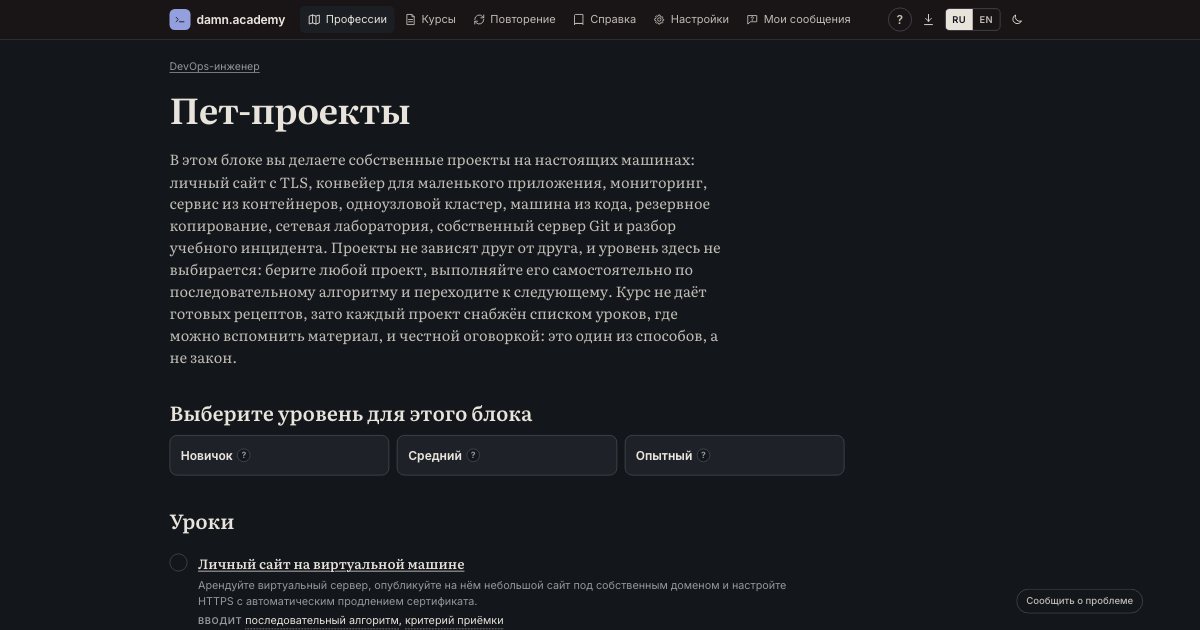 damn.academy Профессии Курсы Повторение Справка Настройки Мои сообщения ? RU EN
DevOps-инженер
Пет-проекты
В этом блоке вы делаете собственные проекты на настоящих машинах:
личный сайт с TLS, конвейер для маленького приложения, мониторинг,
сервис из контейнеров, одноузловой кластер, машина из кода, резервное
копирование, сетевая лаборатория, собственный сервер Git и разбор
учебного инцидента. Проекты не зависят друг от друга, и уровень здесь не
выбирается: берите любой проект, выполняйте его самостоятельно по
последовательному алгоритму и переходите к следующему. Курс не даёт
готовых рецептов, зато каждый проект снабжён списком уроков, где
можно вспомнить материал, и честной оговоркой: это один из способов, а
не закон.
Выберите уровень для этого блока
Новичок ? Средний ? Опытный ?
Уроки
Личный сайт на виртуальной машине
Арендуйте виртуальный сервер, опубликуйте на нём небольшой сайт под собственным доменом и настройте
HTTPS с автоматическим продлением сертификата.
Сообщить о проблеме
вводит последовательный алгоритм, критерий приёмки